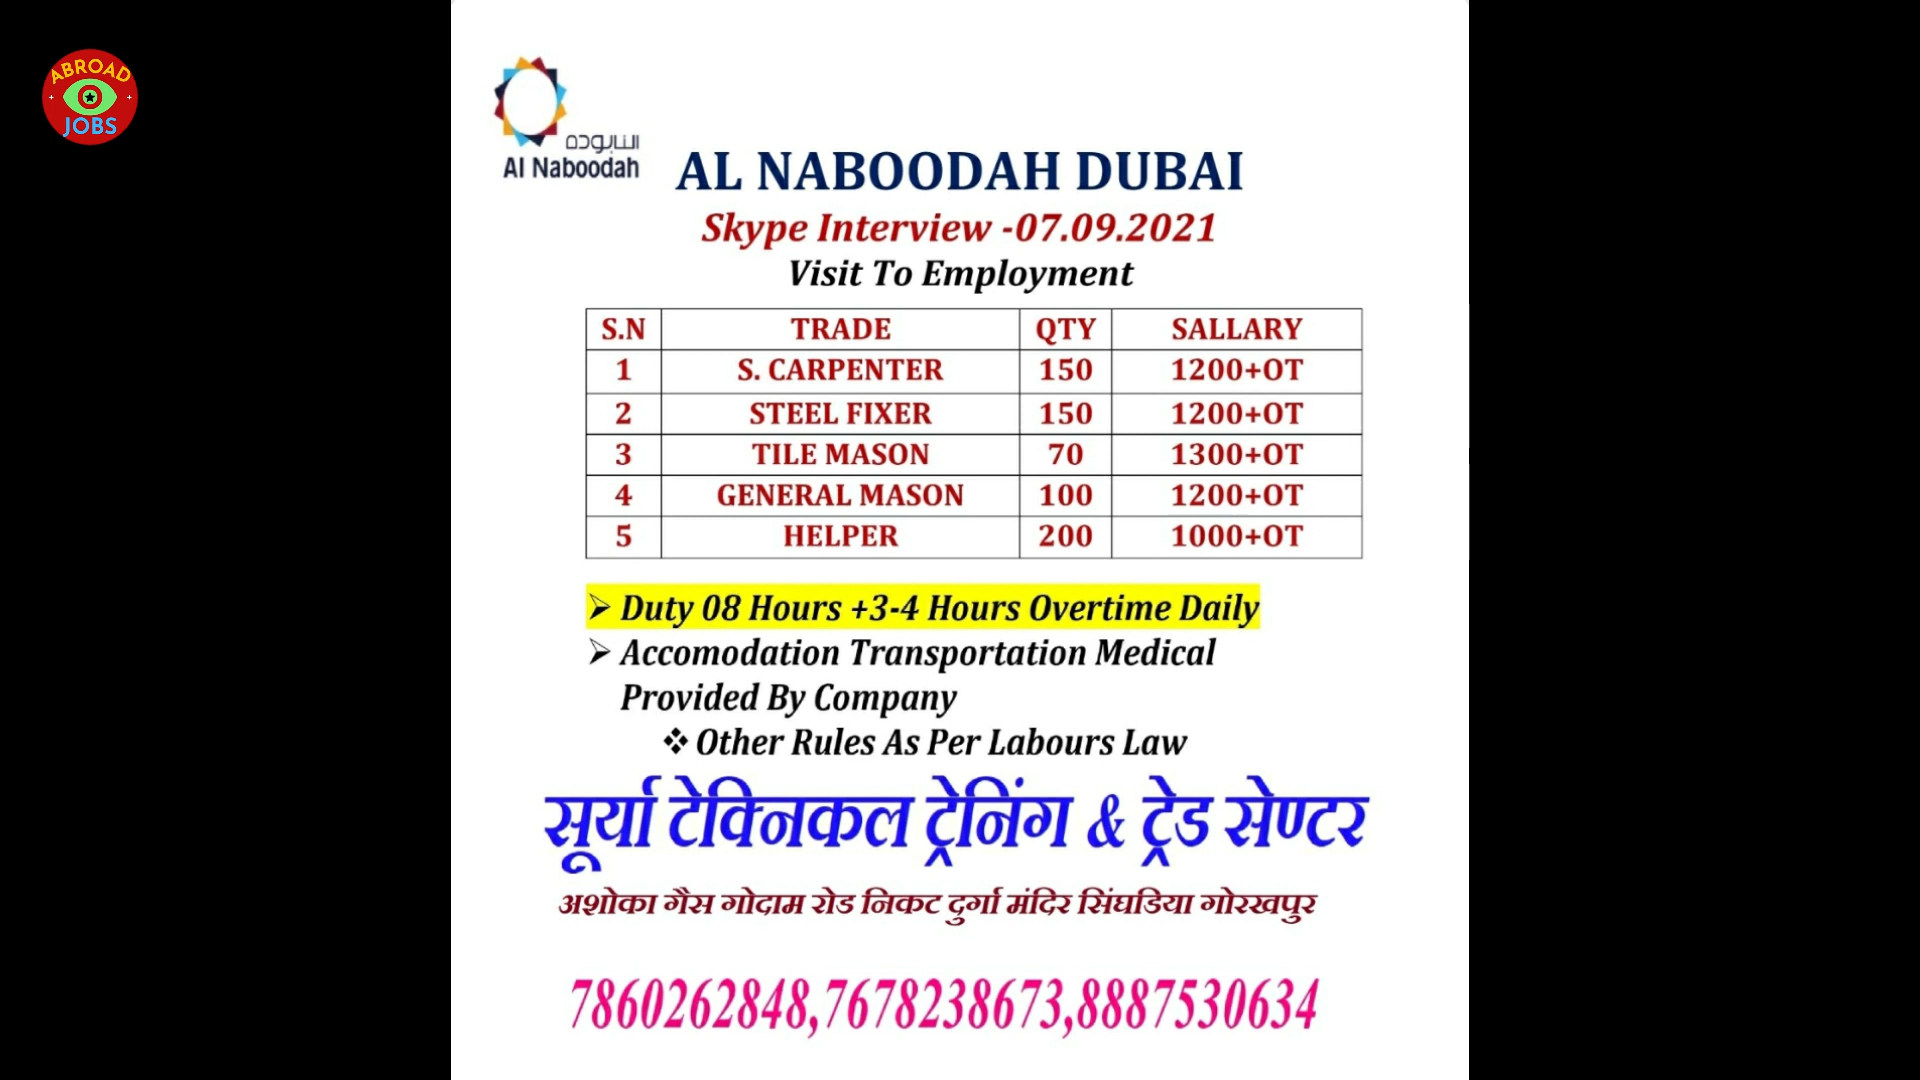 ABROAD
JOBS
النابوده
Al Naboodah
AL NABOODAH DUBAI
Skype Interview -07.09.2021
Visit To Employment
S.N TRADE QTY SALLARY
1 S. CARPENTER 150 1200+OT
2 STEEL FIXER 150 1200+OT
3 TILE MASON 70 1300+OT
4 GENERAL MASON 100 1200+OT
5 HELPER 200 1000+OT
➢ Duty 08 Hours +3-4 Hours Overtime Daily
➢ Accomodation Transportation Medical
Provided By Company
❖ Other Rules As Per Labours Law
सूर्या टेक्निकल ट्रेनिंग & ट्रेड सेण्टर
अशोका गैस गोदाम रोड निकट दुर्गा मंदिर सिंघडिया गोरखपुर
7860262848,7678238673,8887530634